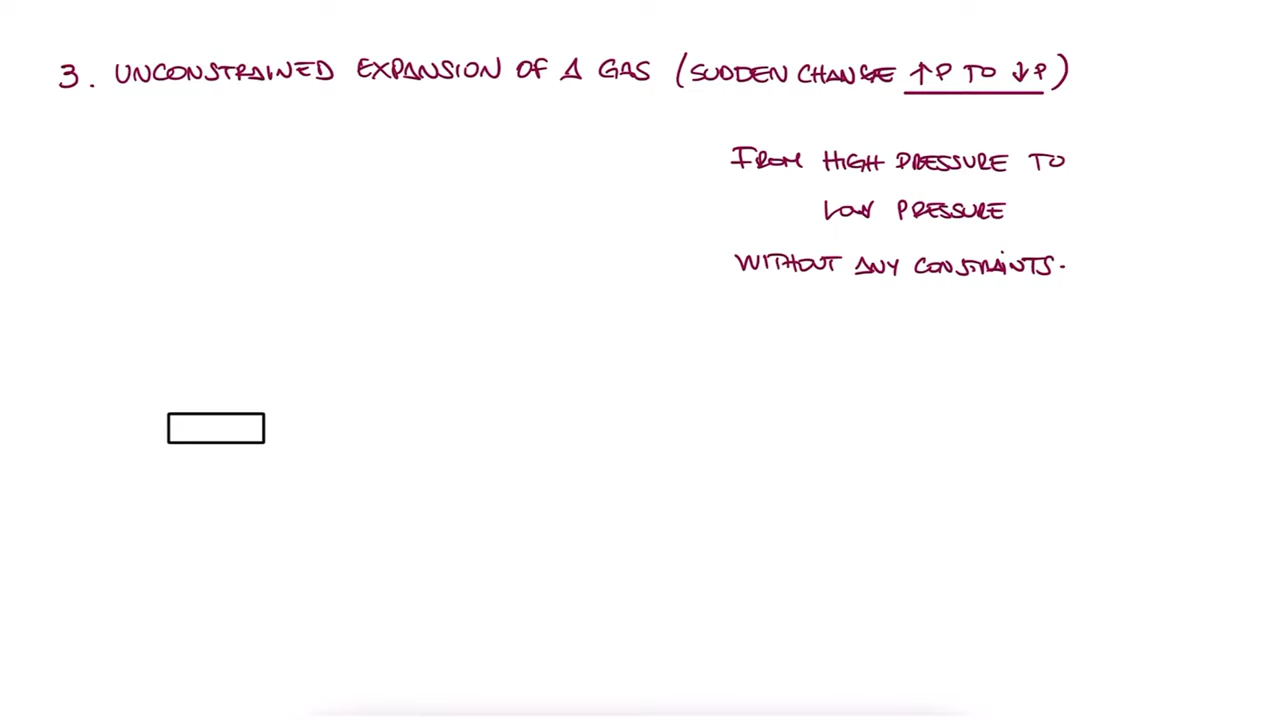 3. UNCONSTRAINED EXPANSION OF A GAS (SUDDEN CHANGE ↑P TO ↓P)
FROM HIGH PRESSURE TO
LOW PRESSURE
WITHOUT ANY CONSTRAINTS.